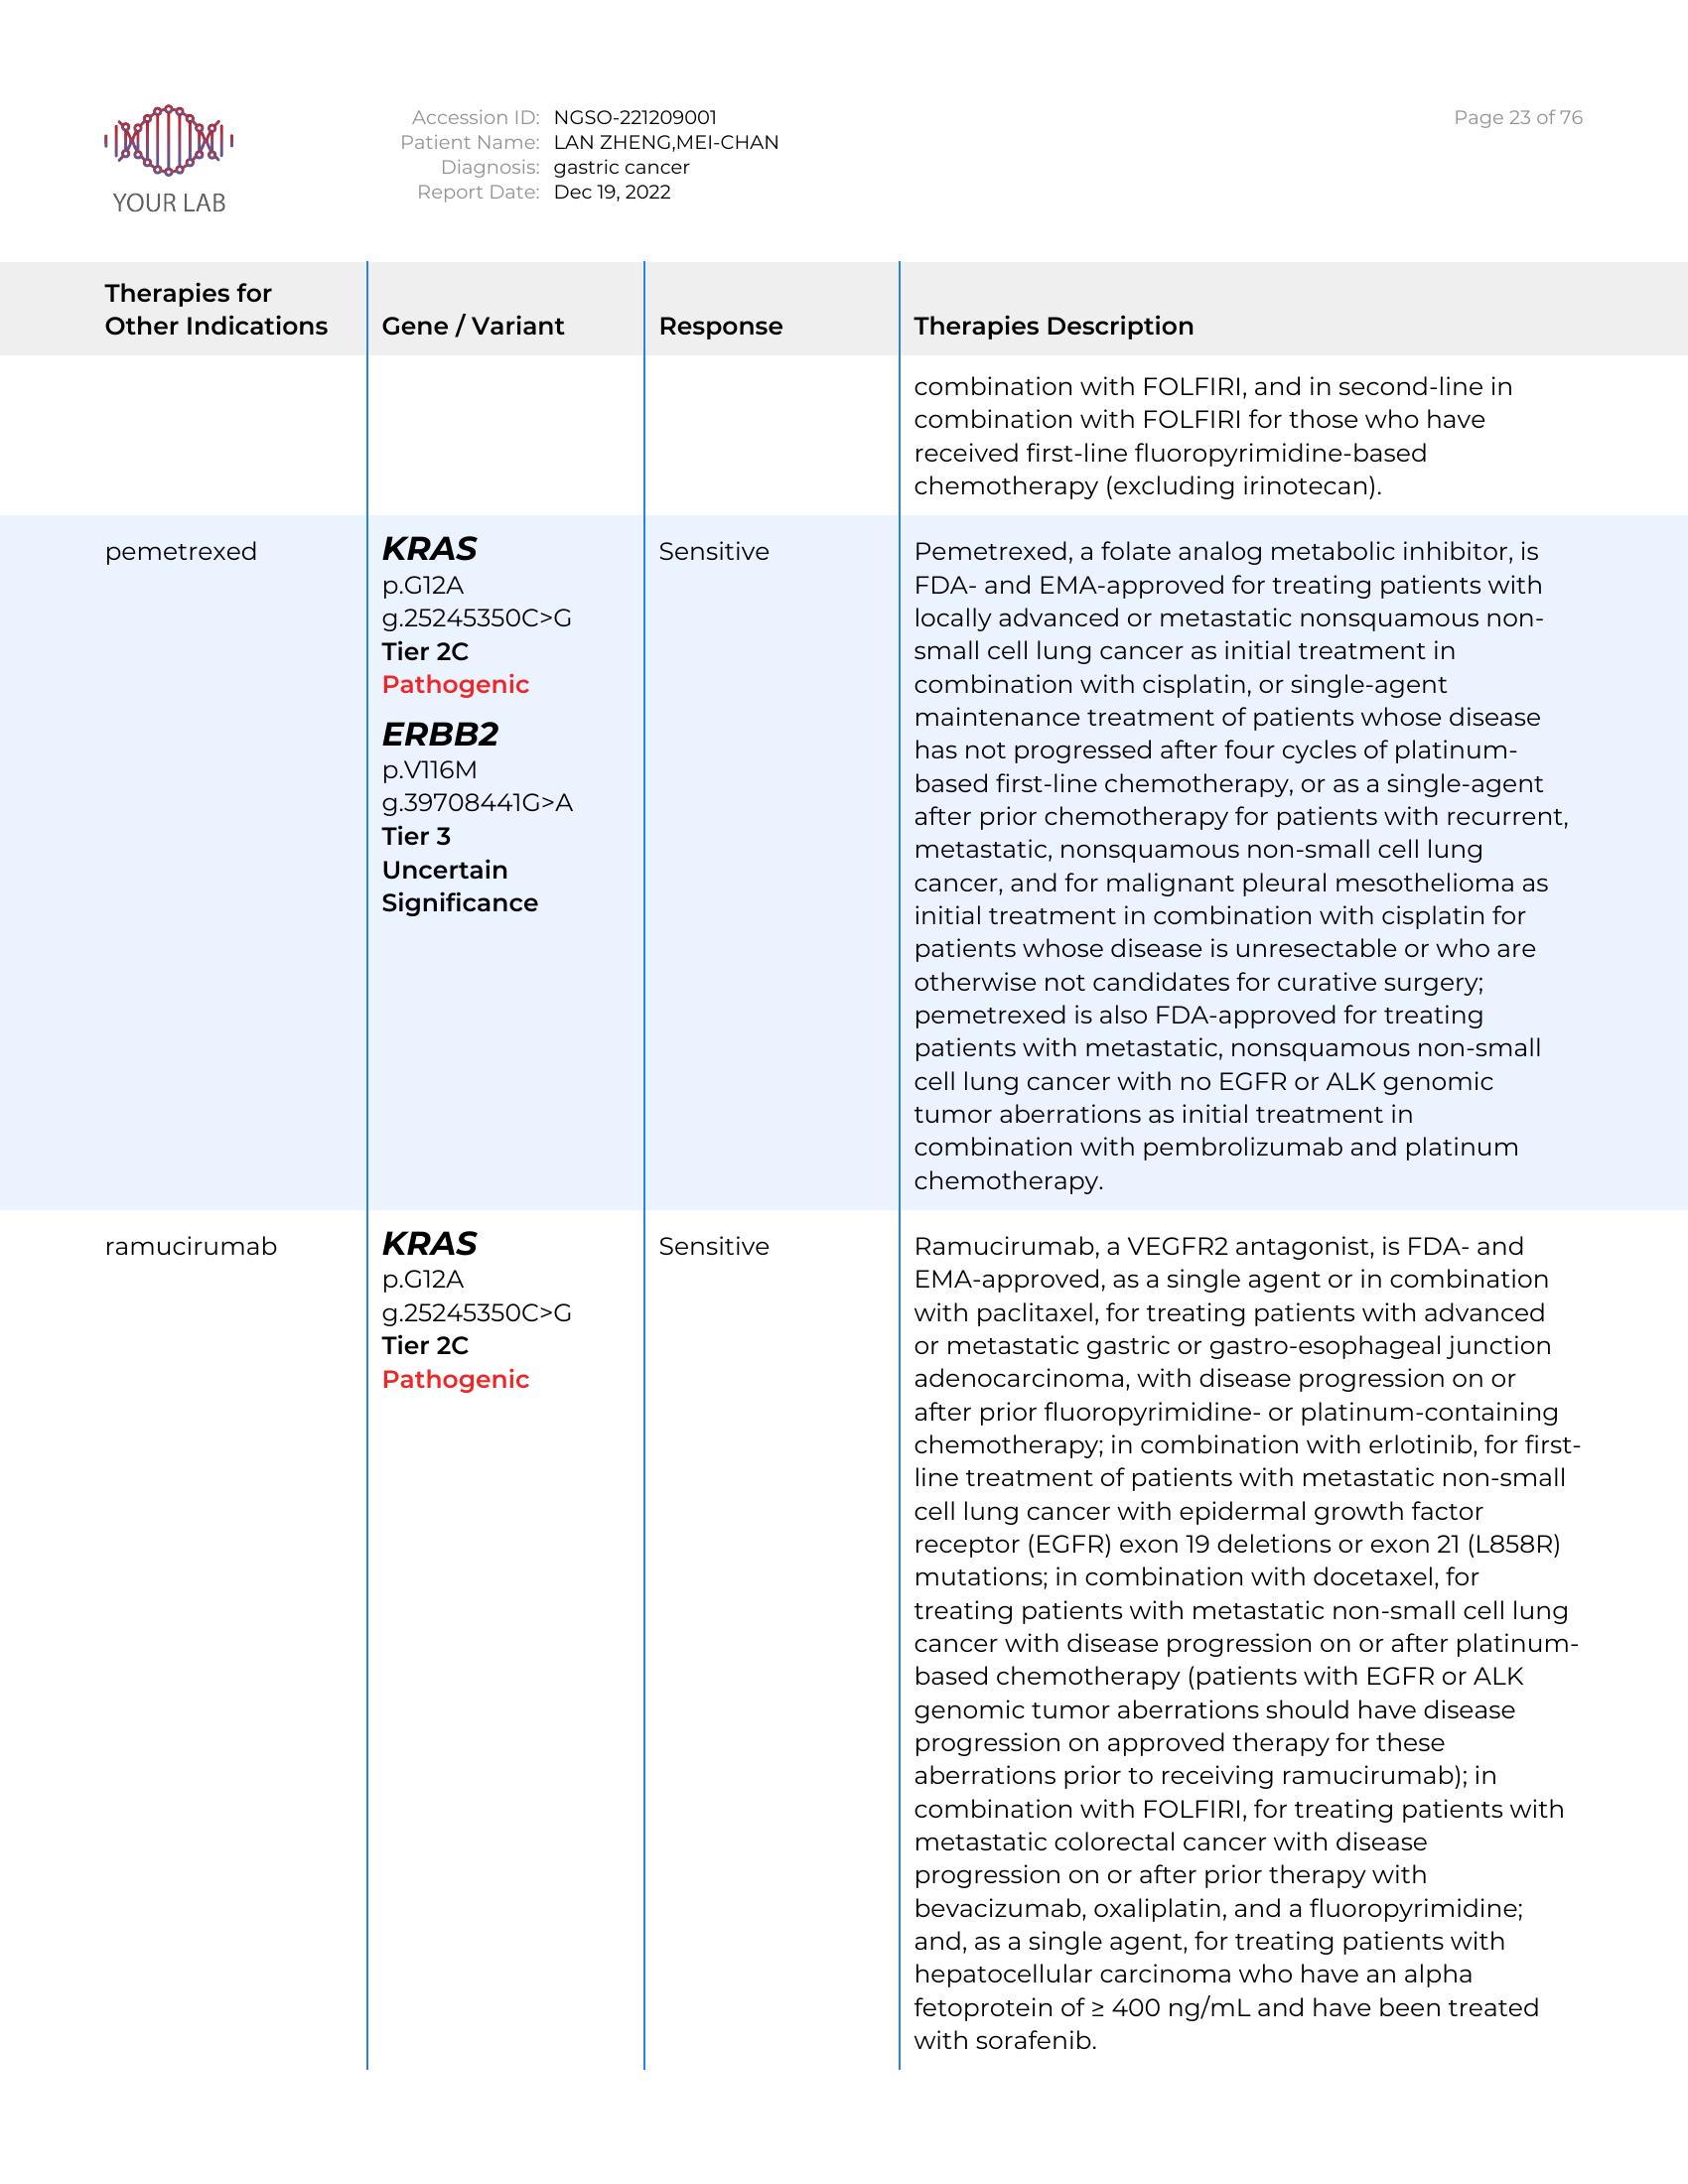 YOUR LAB
Accession ID: NGSO-221209001
Patient Name: LAN ZHENG,MEI-CHAN
Diagnosis: gastric cancer
Report Date: Dec 19, 2022
Page 23 of 76
Therapies for
Other Indications
Gene / Variant
Response
Therapies Description
combination with FOLFIRI, and in second-line in
combination with FOLFIRI for those who have
received first-line fluoropyrimidine-based
chemotherapy (excluding irinotecan).
pemetrexed
KRAS
p.G12A
g.25245350C>G
Tier 2C
Pathogenic
ERBB2
p.V116M
g.39708441G>A
Tier 3
Uncertain
Significance
Sensitive
Pemetrexed, a folate analog metabolic inhibitor, is
FDA- and EMA-approved for treating patients with
locally advanced or metastatic nonsquamous non-
small cell lung cancer as initial treatment in
combination with cisplatin, or single-agent
maintenance treatment of patients whose disease
has not progressed after four cycles of platinum-
based first-line chemotherapy, or as a single-agent
after prior chemotherapy for patients with recurrent,
metastatic, nonsquamous non-small cell lung
cancer, and for malignant pleural mesothelioma as
initial treatment in combination with cisplatin for
patients whose disease is unresectable or who are
otherwise not candidates for curative surgery;
pemetrexed is also FDA-approved for treating
patients with metastatic, nonsquamous non-small
cell lung cancer with no EGFR or ALK genomic
tumor aberrations as initial treatment in
combination with pembrolizumab and platinum
chemotherapy.
ramucirumab
KRAS
p.G12A
g.25245350C>G
Tier 2C
Pathogenic
Sensitive
Ramucirumab, a VEGFR2 antagonist, is FDA- and
EMA-approved, as a single agent or in combination
with paclitaxel, for treating patients with advanced
or metastatic gastric or gastro-esophageal junction
adenocarcinoma, with disease progression on or
after prior fluoropyrimidine- or platinum-containing
chemotherapy; in combination with erlotinib, for first-
line treatment of patients with metastatic non-small
cell lung cancer with epidermal growth factor
receptor (EGFR) exon 19 deletions or exon 21 (L858R)
mutations; in combination with docetaxel, for
treating patients with metastatic non-small cell lung
cancer with disease progression on or after platinum-
based chemotherapy (patients with EGFR or ALK
genomic tumor aberrations should have disease
progression on approved therapy for these
aberrations prior to receiving ramucirumab); in
combination with FOLFIRI, for treating patients with
metastatic colorectal cancer with disease
progression on or after prior therapy with
bevacizumab, oxaliplatin, and a fluoropyrimidine;
and, as a single agent, for treating patients with
hepatocellular carcinoma who have an alpha
fetoprotein of ≥ 400 ng/mL and have been treated
with sorafenib.